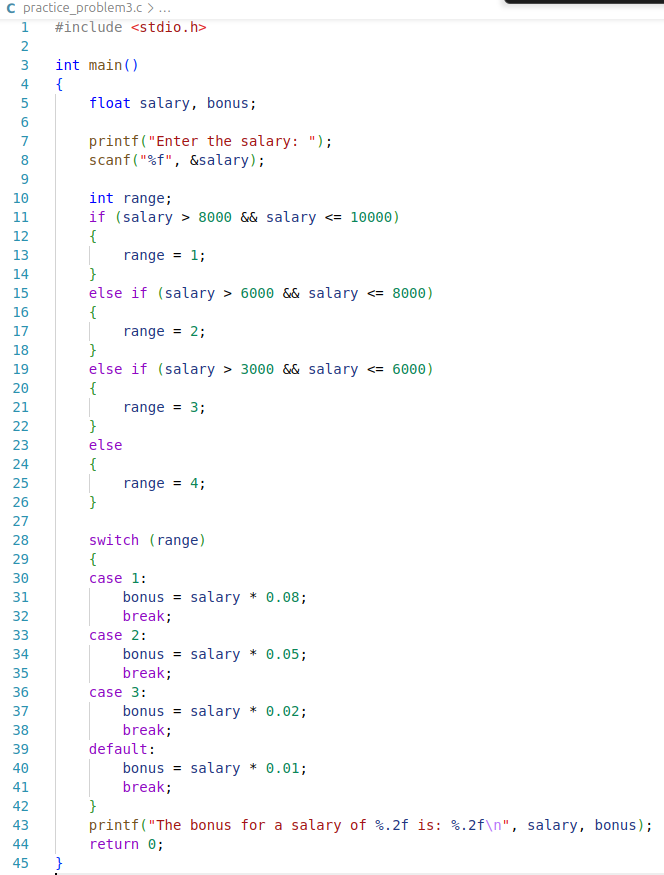 C practice_problem3.c > ...
1 #include <stdio.h>
2
3 int main()
4 {
5     float salary, bonus;
6
7     printf("Enter the salary: ");
8     scanf("%f", &salary);
9
10     int range;
11     if (salary > 8000 && salary <= 10000)
12     {
13         range = 1;
14     }
15     else if (salary > 6000 && salary <= 8000)
16     {
17         range = 2;
18     }
19     else if (salary > 3000 && salary <= 6000)
20     {
21         range = 3;
22     }
23     else
24     {
25         range = 4;
26     }
27
28     switch (range)
29     {
30     case 1:
31         bonus = salary * 0.08;
32         break;
33     case 2:
34         bonus = salary * 0.05;
35         break;
36     case 3:
37         bonus = salary * 0.02;
38         break;
39     default:
40         bonus = salary * 0.01;
41         break;
42     }
43     printf("The bonus for a salary of %.2f is: %.2f\n", salary, bonus);
44     return 0;
45 }